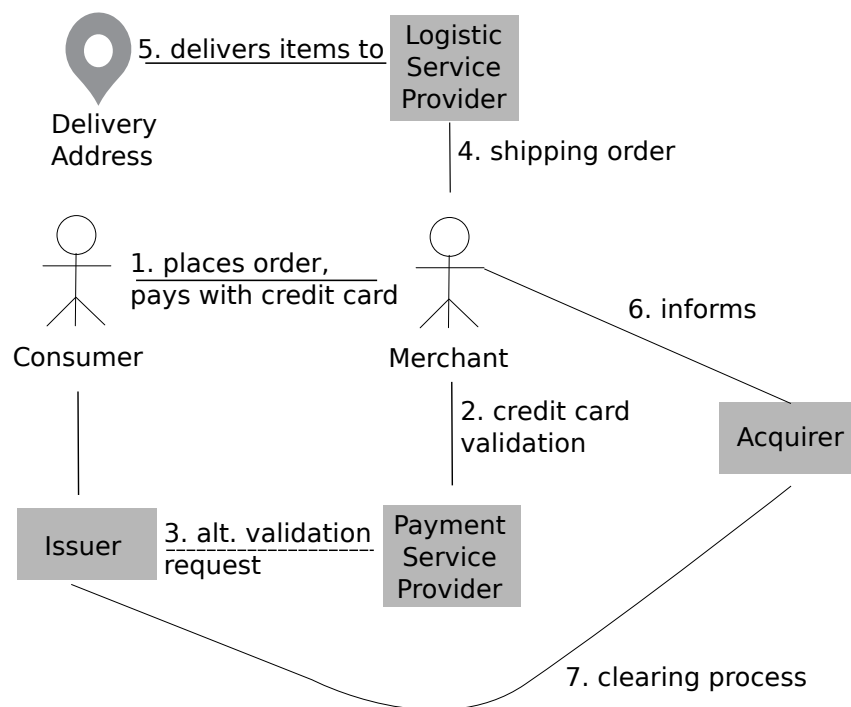 5. delivers items to
Logistic
Service
Provider
Delivery
Address
4. shipping order
1. places order,
pays with credit card
6. informs
Consumer
Merchant
2. credit card
validation
Acquirer
Issuer
3. alt. validation
request
Payment
Service
Provider
7. clearing process